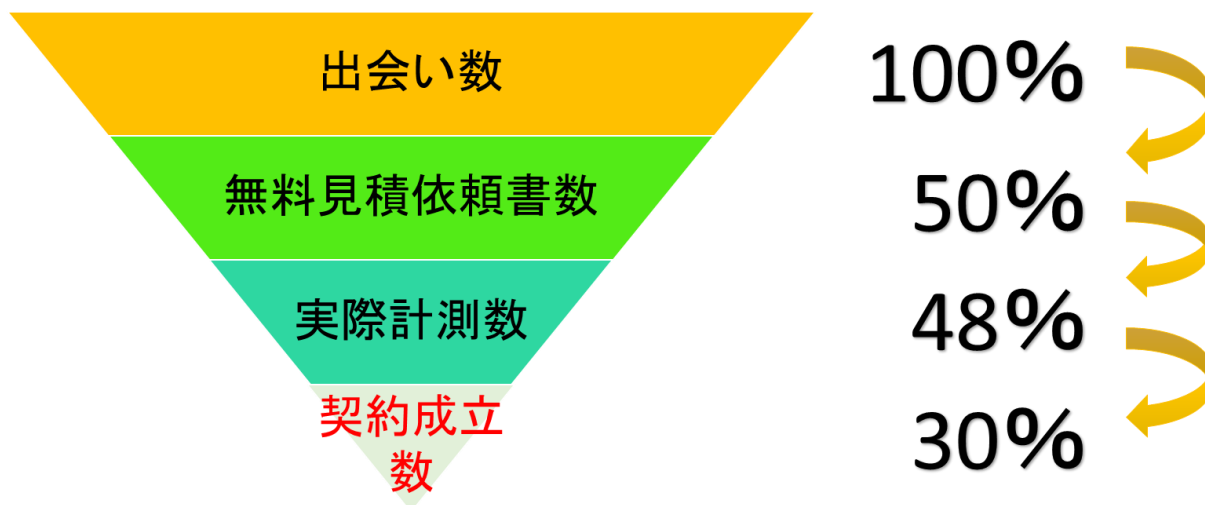 出会い数
100%
無料見積依頼書数
50%
実際計測数
48%
契約成立
数
30%